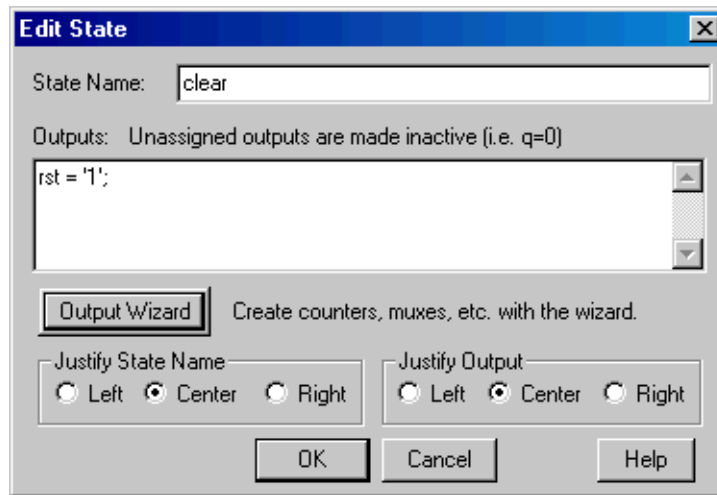 Edit State
State Name: clear
Outputs: Unassigned outputs are made inactive (i.e. q=0)
rst = '1';
Output Wizard Create counters, muxes, etc. with the wizard.
Justify State Name Justify Output
Left Center Right Left Center Right
OK Cancel Help